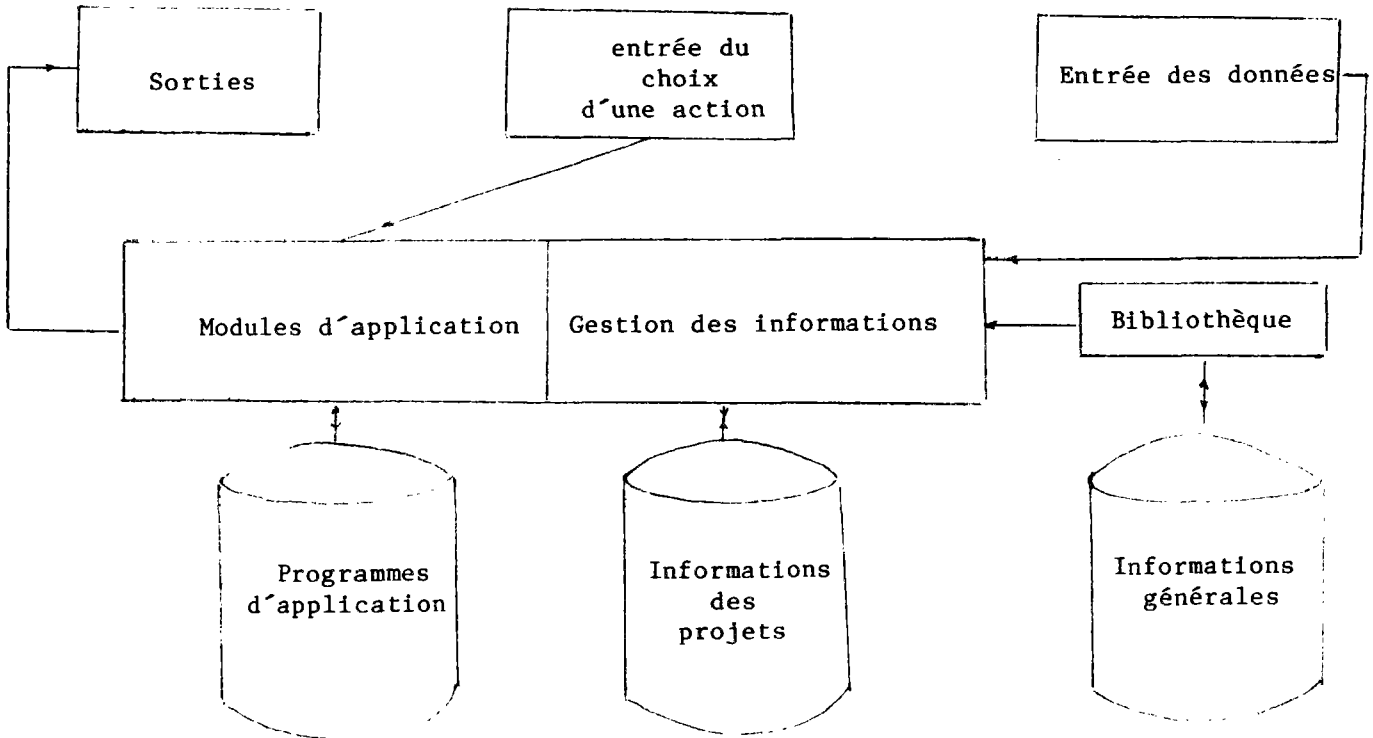 Sorties
entrée du
choix
d´une action
Entrée des données
Modules d´application
Gestion des informations
Bibliothèque
Programmes
d´application
Informations
des
projets
Informations
générales